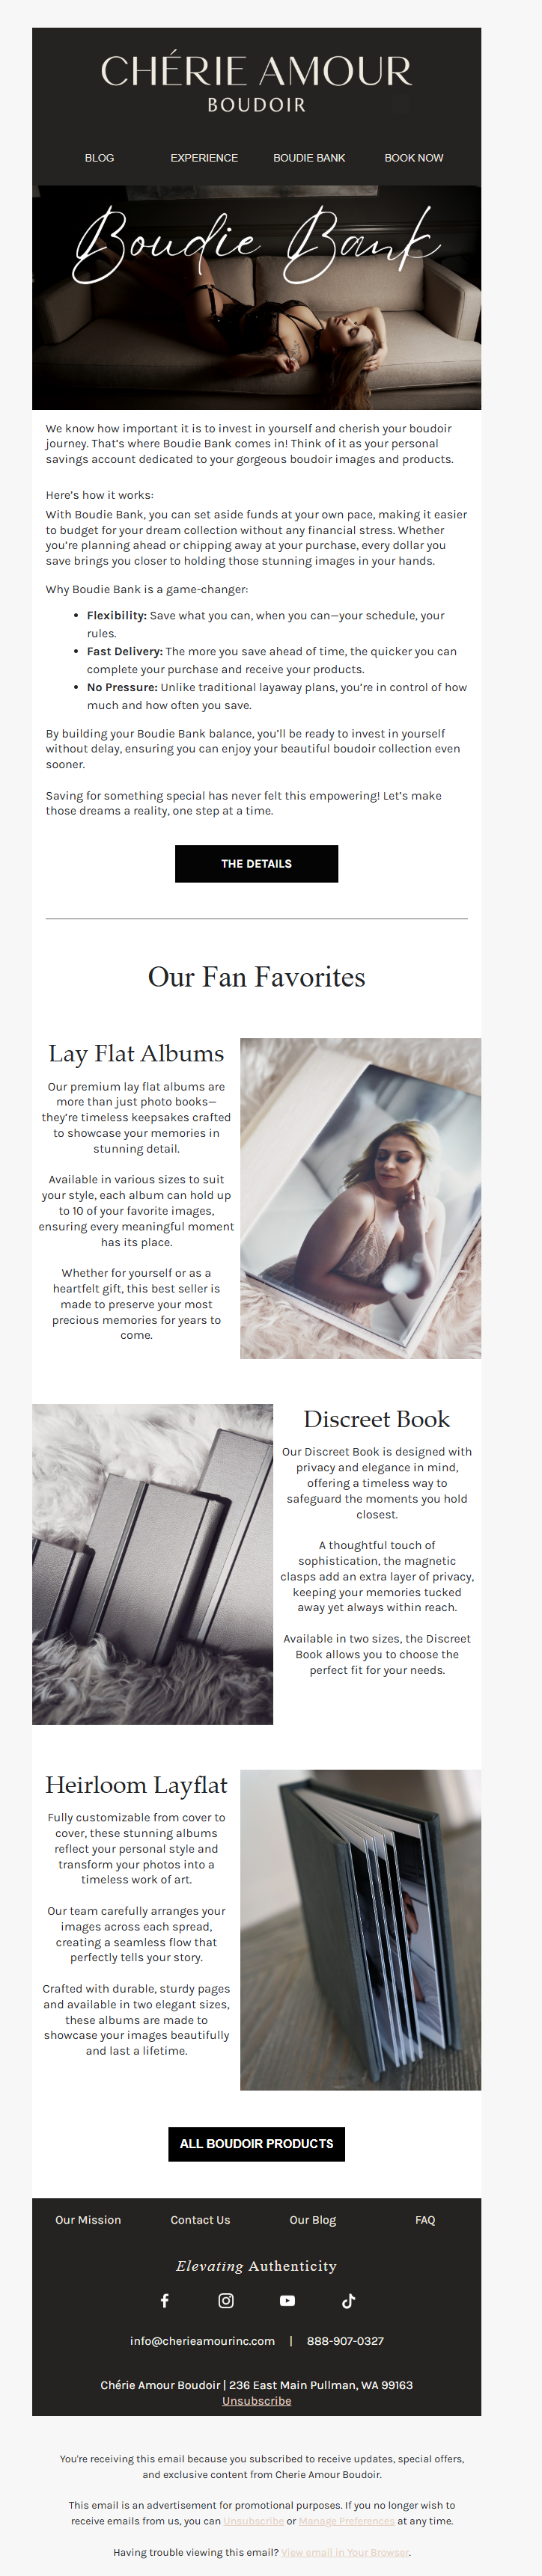 CHÉRIE AMOUR
BOUDOIR
BLOG EXPERIENCE BOUDIE BANK BOOK NOW
Boudie Bank
We know how important it is to invest in yourself and cherish your boudoir
journey. That's where Boudie Bank comes in! Think of it as your personal
savings account dedicated to your gorgeous boudoir images and products.
Here's how it works:
With Boudie Bank, you can set aside funds at your own pace, making it easier
to budget for your dream collection without any financial stress. Whether
you're planning ahead or chipping away at your purchase, every dollar you
save brings you closer to holding those stunning images in your hands.
Why Boudie Bank is a game-changer:
• Flexibility: Save what you can, when you can—your schedule, your
rules.
• Fast Delivery: The more you save ahead of time, the quicker you can
complete your purchase and receive your products.
• No Pressure: Unlike traditional layaway plans, you're in control of how
much and how often you save.
By building your Boudie Bank balance, you'll be ready to invest in yourself
without delay, ensuring you can enjoy your beautiful boudoir collection even
sooner.
Saving for something special has never felt this empowering! Let's make
those dreams a reality, one step at a time.
THE DETAILS
Our Fan Favorites
Lay Flat Albums
Our premium lay flat albums are
more than just photo books—
they're timeless keepsakes crafted
to showcase your memories in
stunning detail.
Available in various sizes to suit
your style, each album can hold up
to 10 of your favorite images,
ensuring every meaningful moment
has its place.
Whether for yourself or as a
heartfelt gift, this best seller is
made to preserve your most
precious memories for years to
come.
Discreet Book
Our Discreet Book is designed with
privacy and elegance in mind,
offering a timeless way to
safeguard the moments you hold
closest.
A thoughtful touch of
sophistication, the magnetic
clasps add an extra layer of privacy,
keeping your memories tucked
away yet always within reach.
Available in two sizes, the Discreet
Book allows you to choose the
perfect fit for your needs.
Heirloom Layflat
Fully customizable from cover to
cover, these stunning albums
reflect your personal style and
transform your photos into a
timeless work of art.
Our team carefully arranges your
images across each spread,
creating a seamless flow that
perfectly tells your story.
Crafted with durable, sturdy pages
and available in two elegant sizes,
these albums are made to
showcase your images beautifully
and last a lifetime.
ALL BOUDOIR PRODUCTS
Our Mission Contact Us Our Blog FAQ
Elevating Authenticity
info@cherieamourinc.com | 888-907-0327
Chérie Amour Boudoir | 236 East Main Pullman, WA 99163
Unsubscribe
You're receiving this email because you subscribed to receive updates, special offers,
and exclusive content from Cherie Amour Boudoir.
This email is an advertisement for promotional purposes. If you no longer wish to
receive emails from us, you can Unsubscribe or Manage Preferences at any time.
Having trouble viewing this email? View email in Your Browser.